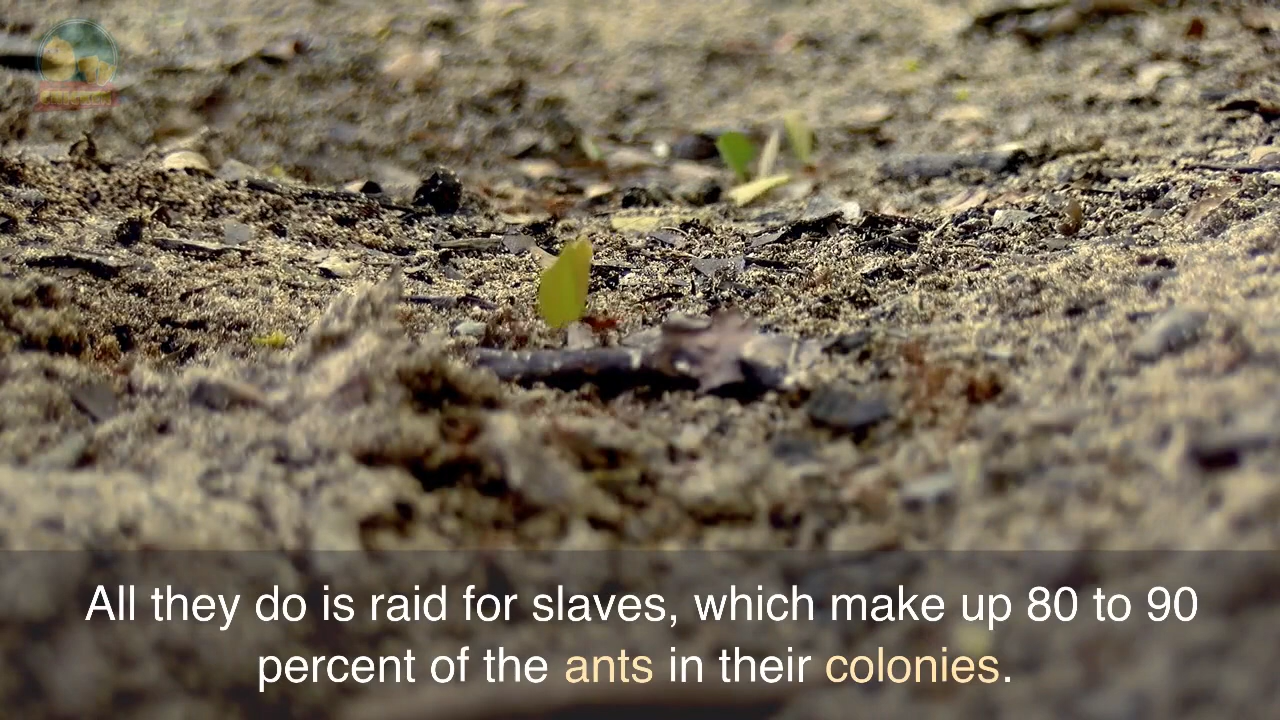 All they do is raid for slaves, which make up 80 to 90
percent of the ants in their colonies.